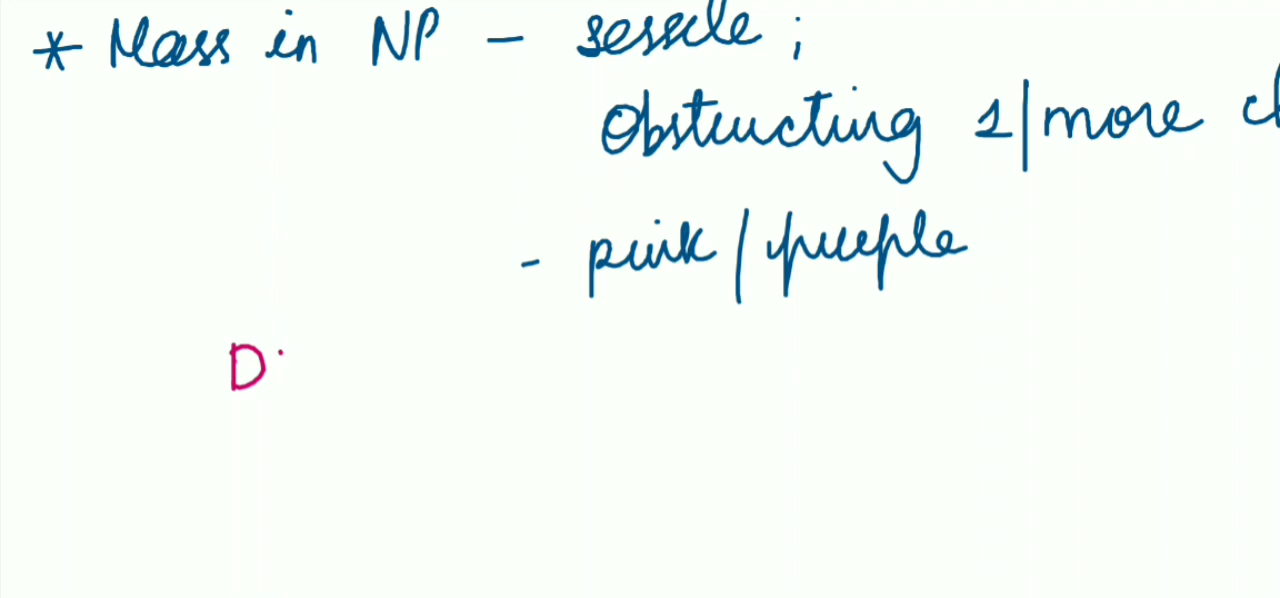 * Mass in NP - sessile ;
Obstructing 1/more
- pink / purple
D